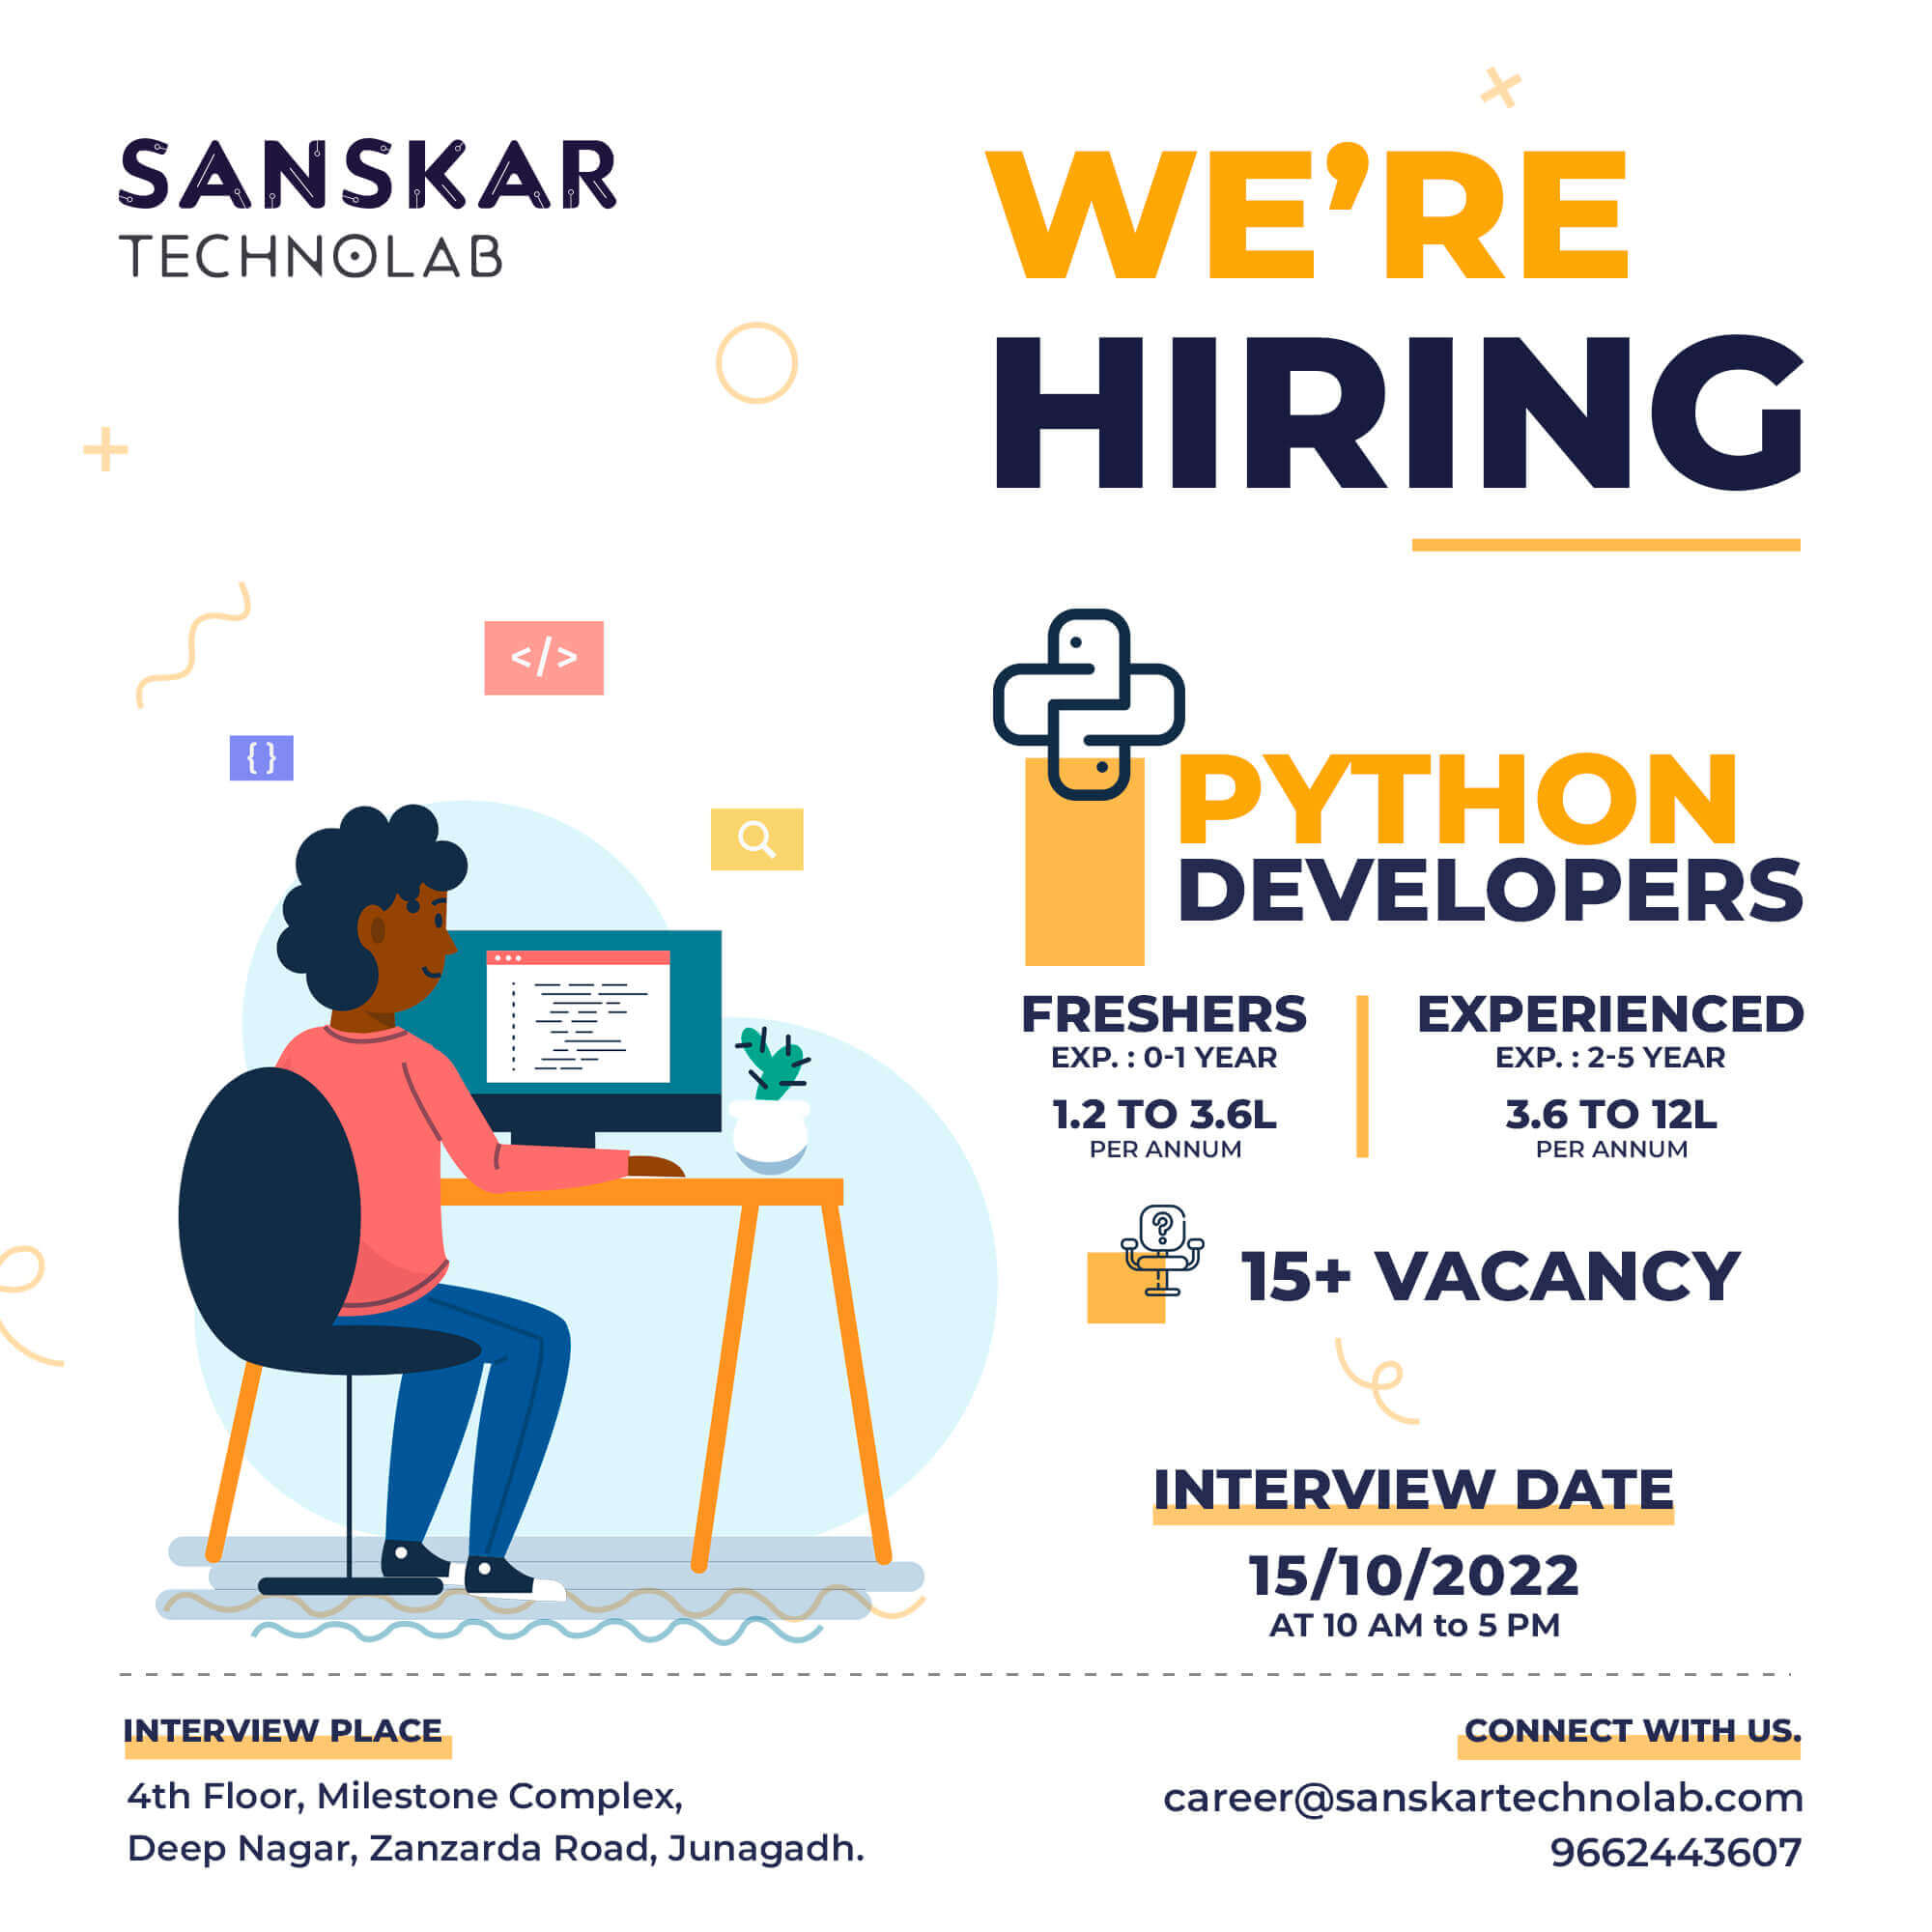 SANSKAR
TECHNOLAB
WE'RE
HIRING
</>
{ }
PYTHON
DEVELOPERS
FRESHERS
EXP. : 0-1 YEAR
1.2 TO 3.6L
PER ANNUM
EXPERIENCED
EXP. : 2-5 YEAR
3.6 TO 12L
PER ANNUM
?
15+ VACANCY
INTERVIEW DATE
15/10/2022
AT 10 AM to 5 PM
INTERVIEW PLACE
4th Floor, Milestone Complex,
Deep Nagar, Zanzarda Road, Junagadh.
CONNECT WITH US.
career@sanskartechnolab.com
9662443607